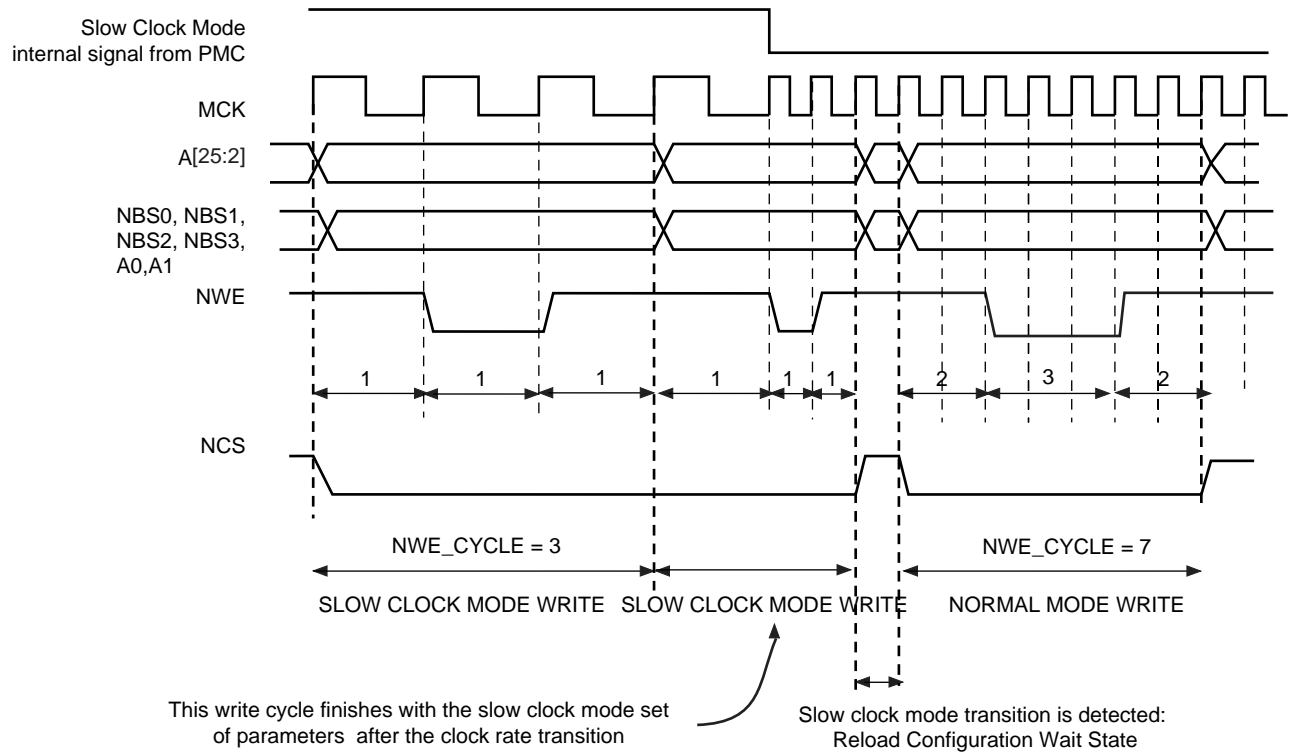 Slow Clock Mode
internal signal from PMC
MCK
A[25:2]
NBS0, NBS1,
NBS2, NBS3,
A0,A1
NWE
1 1 1 1 1 1 2 3 2
NCS
NWE_CYCLE = 3 NWE_CYCLE = 7
SLOW CLOCK MODE WRITE SLOW CLOCK MODE WRITE NORMAL MODE WRITE
This write cycle finishes with the slow clock mode set
of parameters after the clock rate transition
Slow clock mode transition is detected:
Reload Configuration Wait State